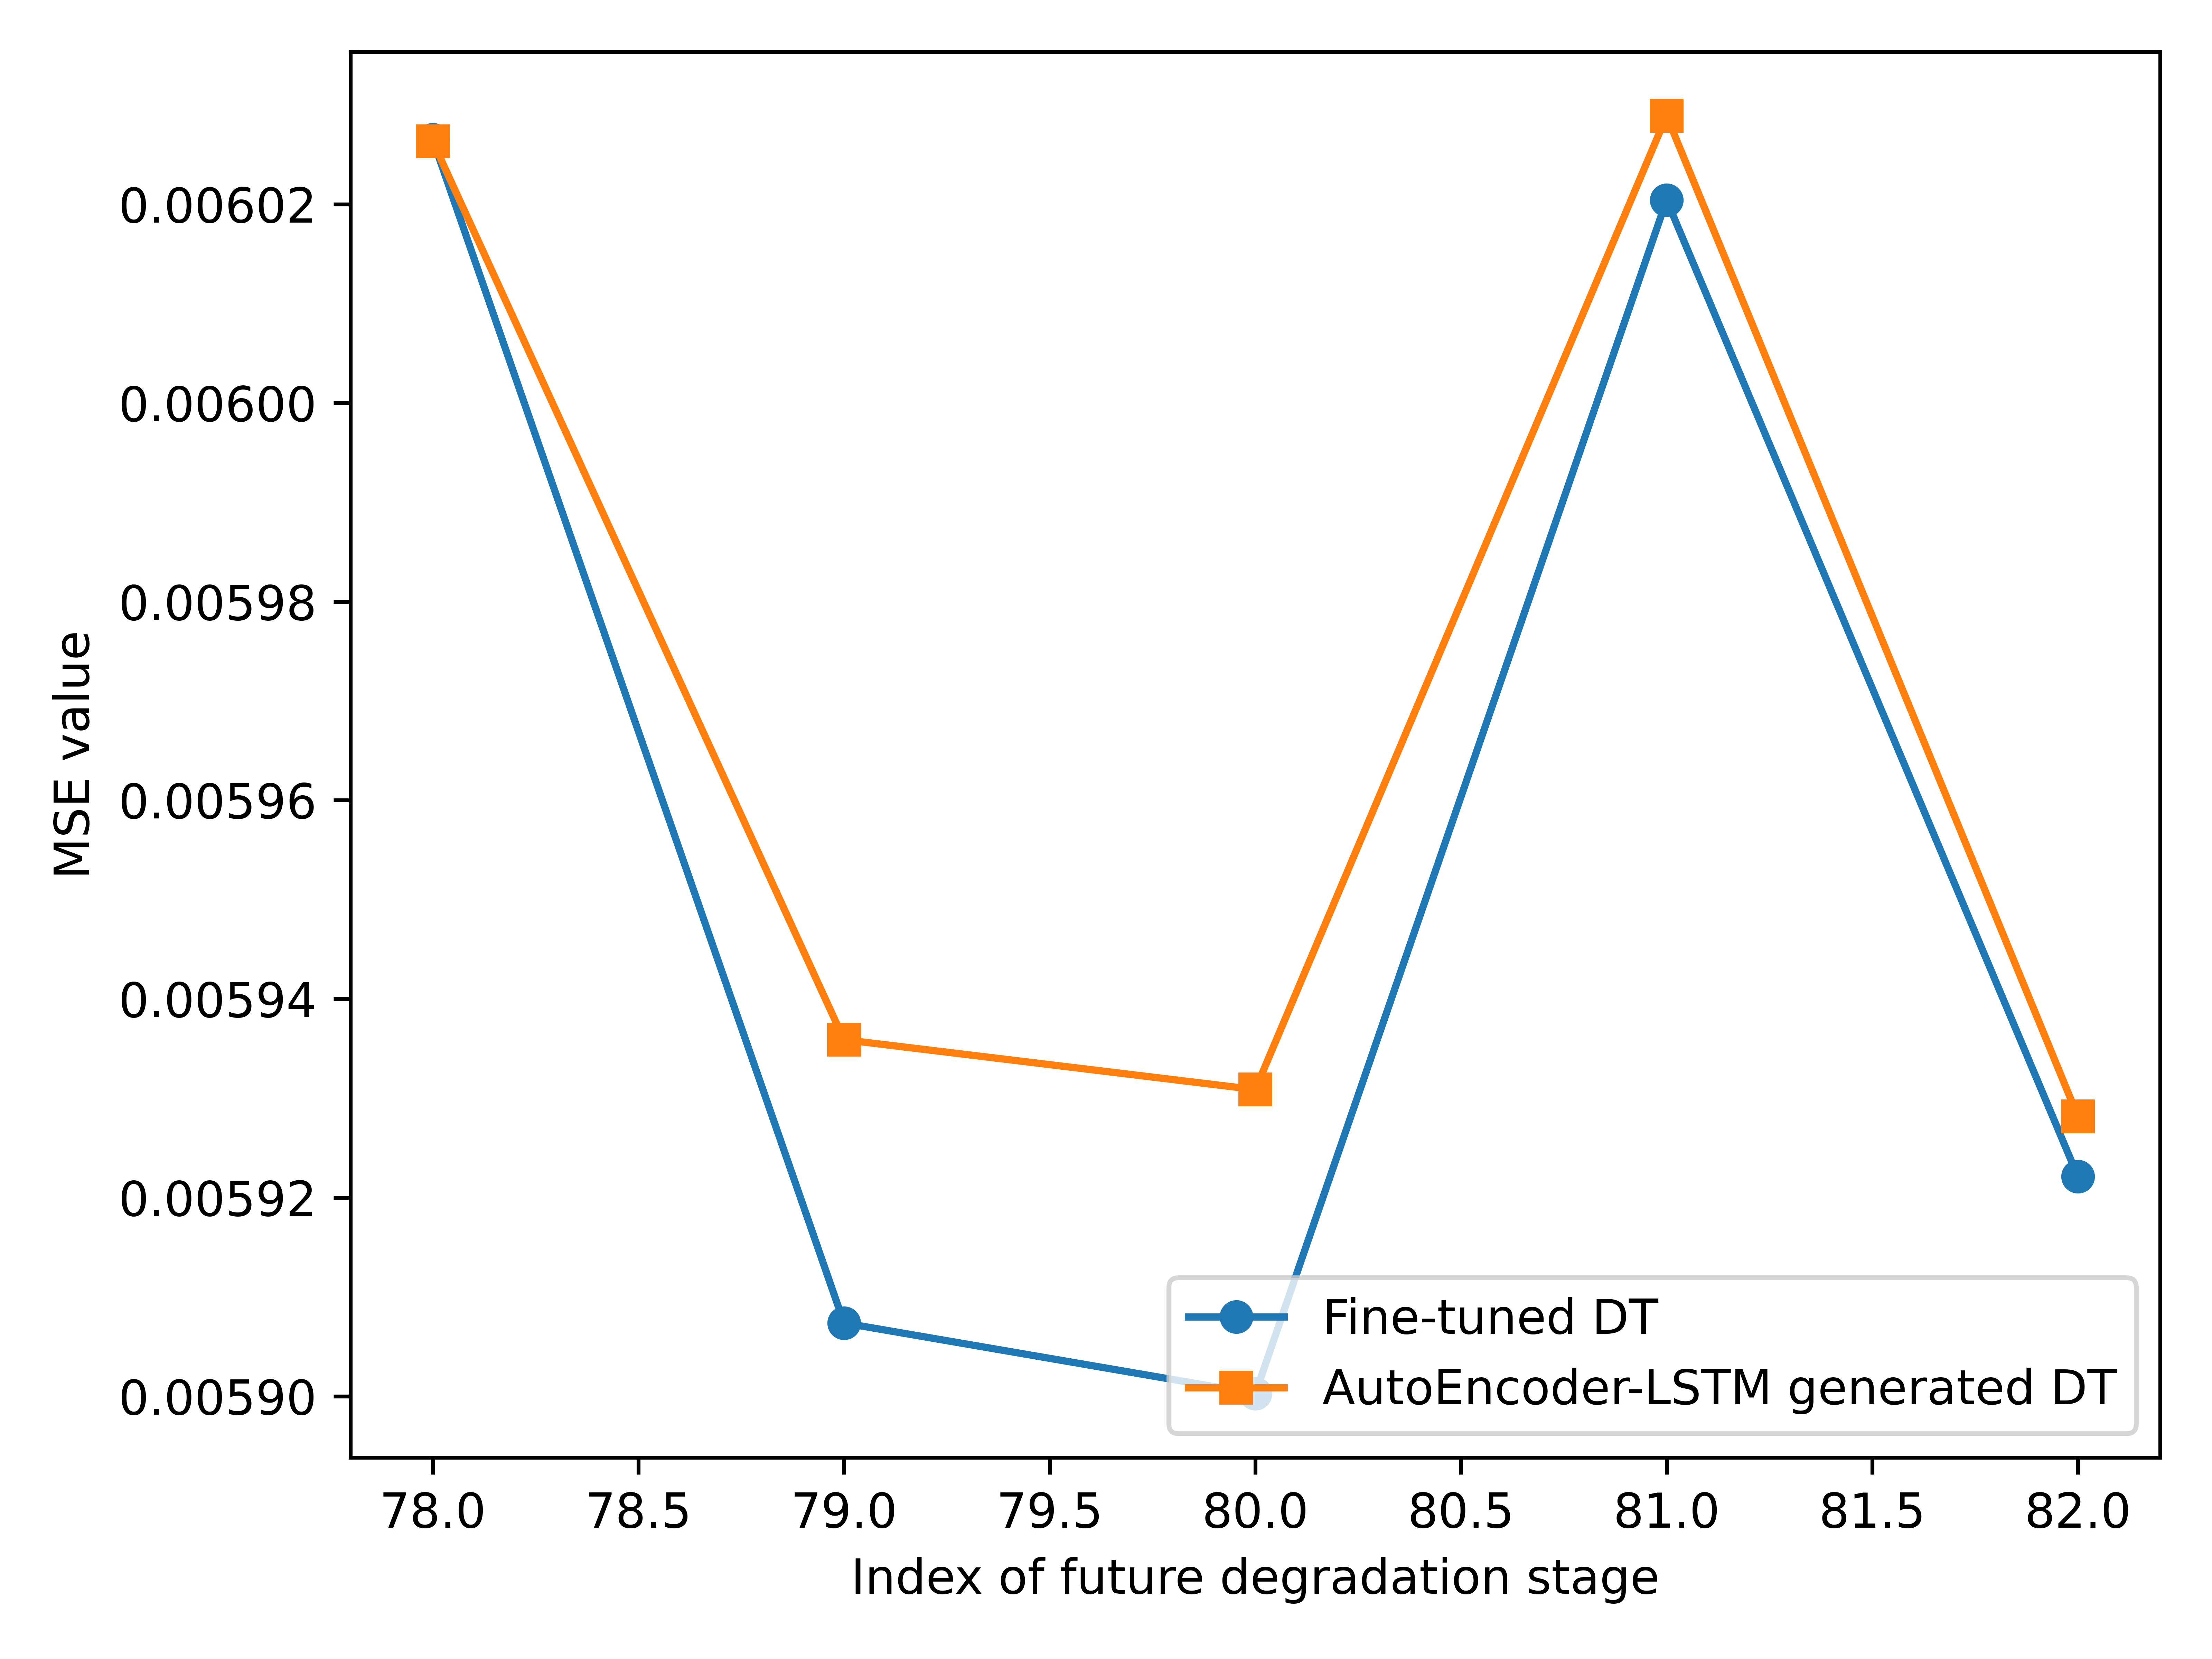 0.00602
0.00600
0.00598
0.00596
0.00594
0.00592
0.00590
MSE value
Fine-tuned DT
AutoEncoder-LSTM generated DT
78.0 78.5 79.0 79.5 80.0 80.5 81.0 81.5 82.0
Index of future degradation stage